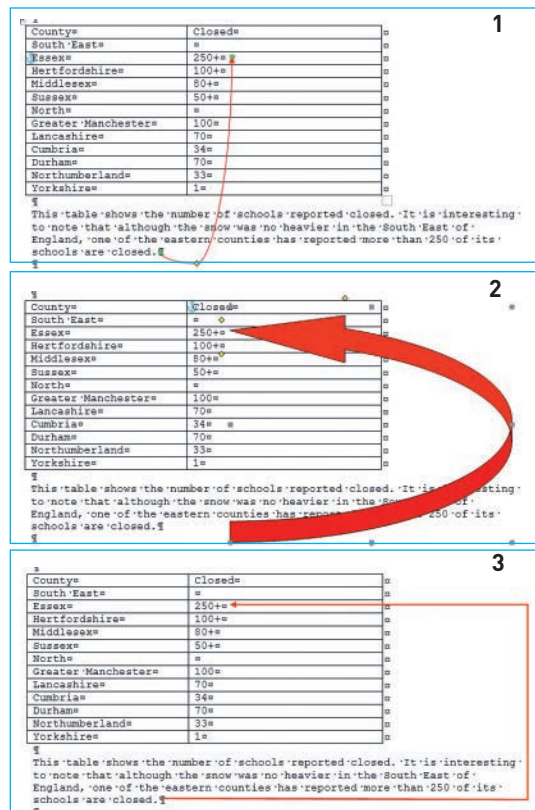 1
County Closed
South East
Essex 250+
Hertfordshire 100+
Middlesex 80+
Sussex 50+
North
Greater Manchester 100
Lancashire 70
Cumbria 34
Durham 70
Northumberland 33
Yorkshire 1
This table shows the number of schools reported closed. It is interesting
to note that although the snow was no heavier in the South East of
England, one of the eastern counties has reported more than 250 of its
schools are closed.
2
County Closed
South East
Essex 250+
Hertfordshire 100+
Middlesex 80+
Sussex 50+
North
Greater Manchester 100
Lancashire 70
Cumbria 34
Durham 70
Northumberland 33
Yorkshire 1
This table shows the number of schools reported closed. It is
to note that although the snow was no heavier in the South of
England, one of the eastern counties has 250 of its
schools are closed.
3
County Closed
South East
Essex 250+
Hertfordshire 100+
Middlesex 80+
Sussex 50+
North
Greater Manchester 100
Lancashire 70
Cumbria 34
Durham 70
Northumberland 33
Yorkshire 1
This table shows the number of schools reported closed. It is interesting
to note that although the snow was no heavier in the South East of
England, one of the eastern counties has reported more than 250 of its
schools are closed.